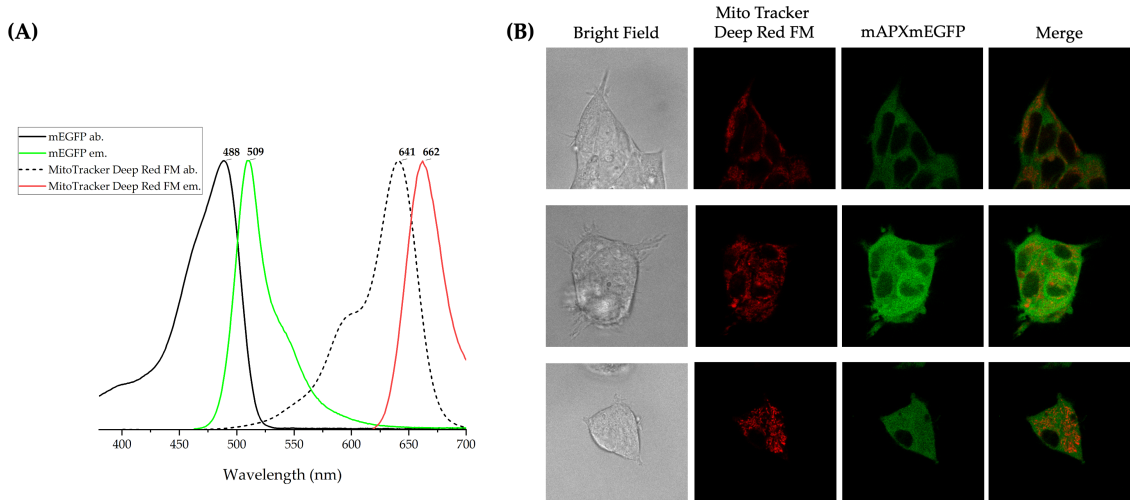 (A)
mEGFP ab.
mEGFP em.
MitoTracker Deep Red FM ab.
MitoTracker Deep Red FM em.
488 509 641 662
400 450 500 550 600 650 700
Wavelength (nm)
(B)
Bright Field
Mito Tracker
Deep Red FM
mAPXmEGFP
Merge